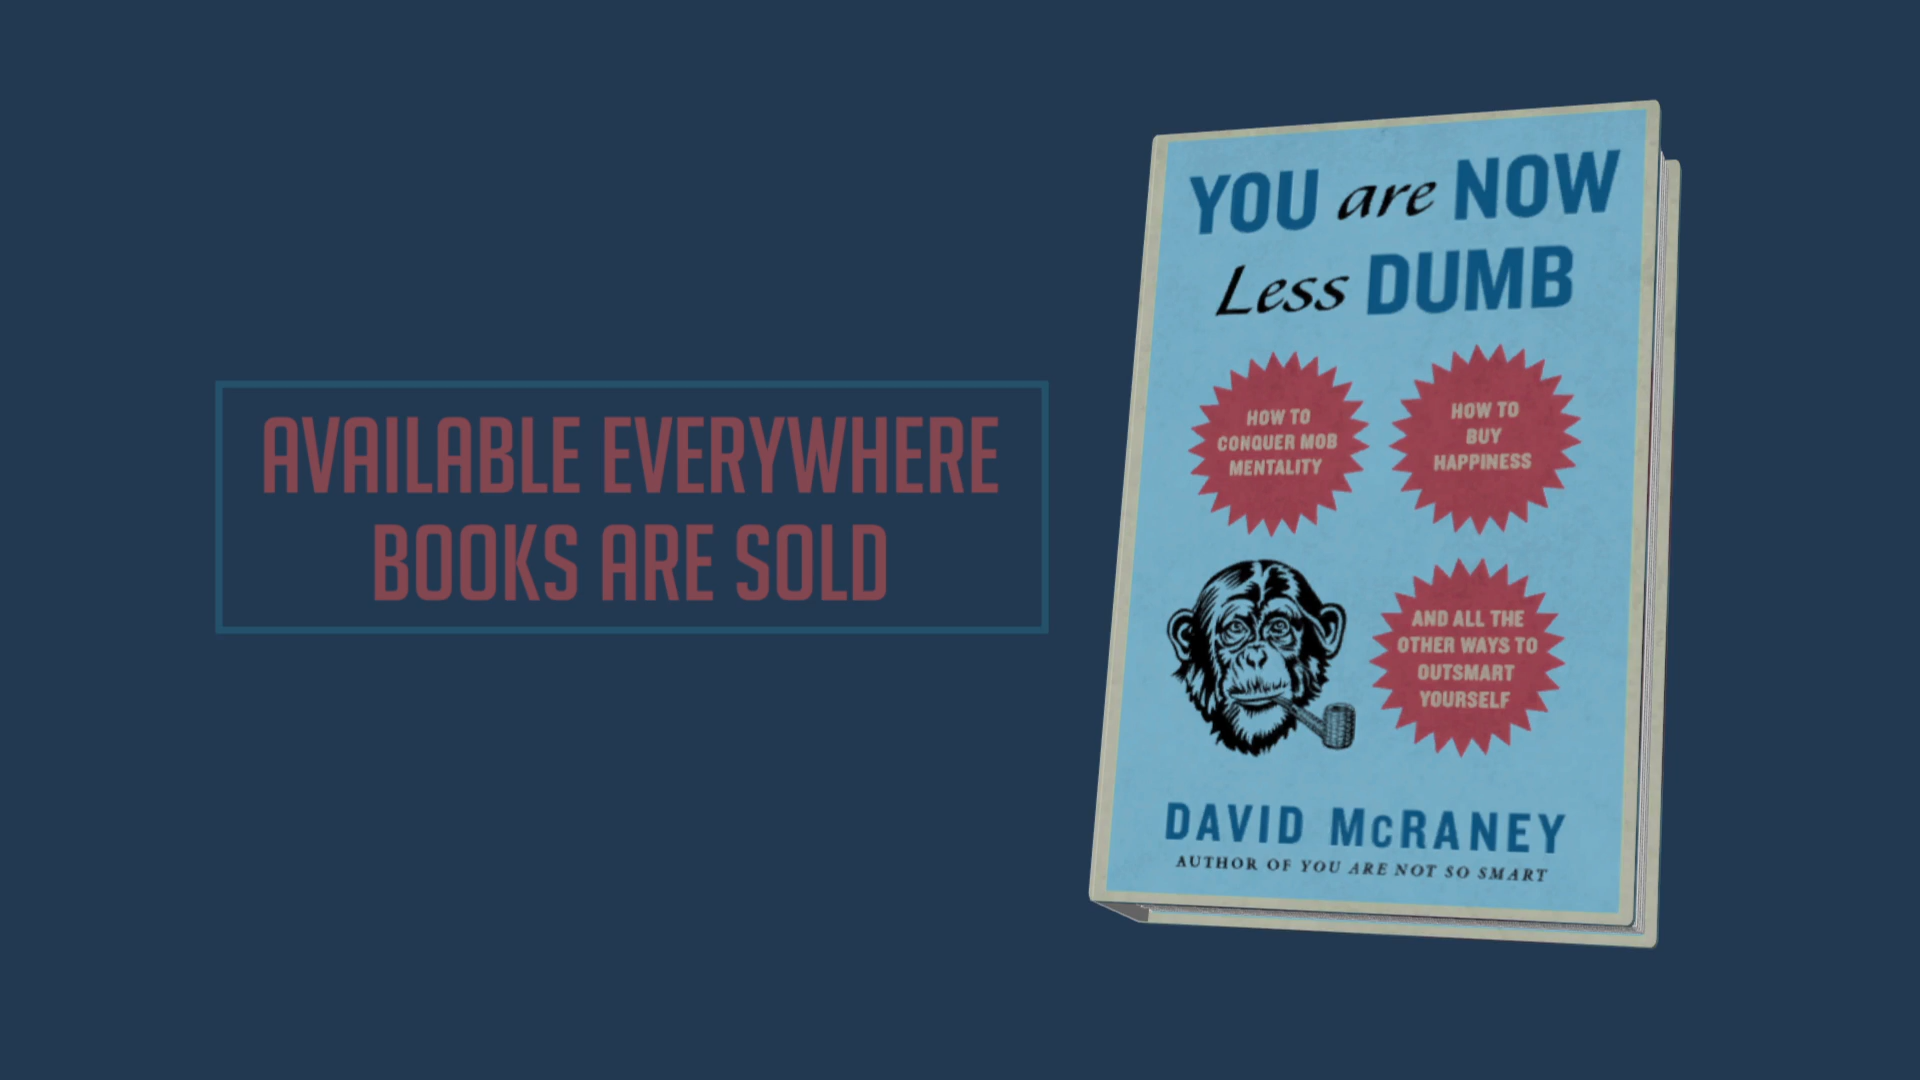 AVAILABLE EVERYWHERE
BOOKS ARE SOLD
YOU are NOW
Less DUMB
HOW TO
CONQUER MOB
MENTALITY
HOW TO
BUY
HAPPINESS
AND ALL THE
OTHER WAYS TO
OUTSMART
YOURSELF
DAVID McRANEY
AUTHOR OF YOU ARE NOT SO SMART